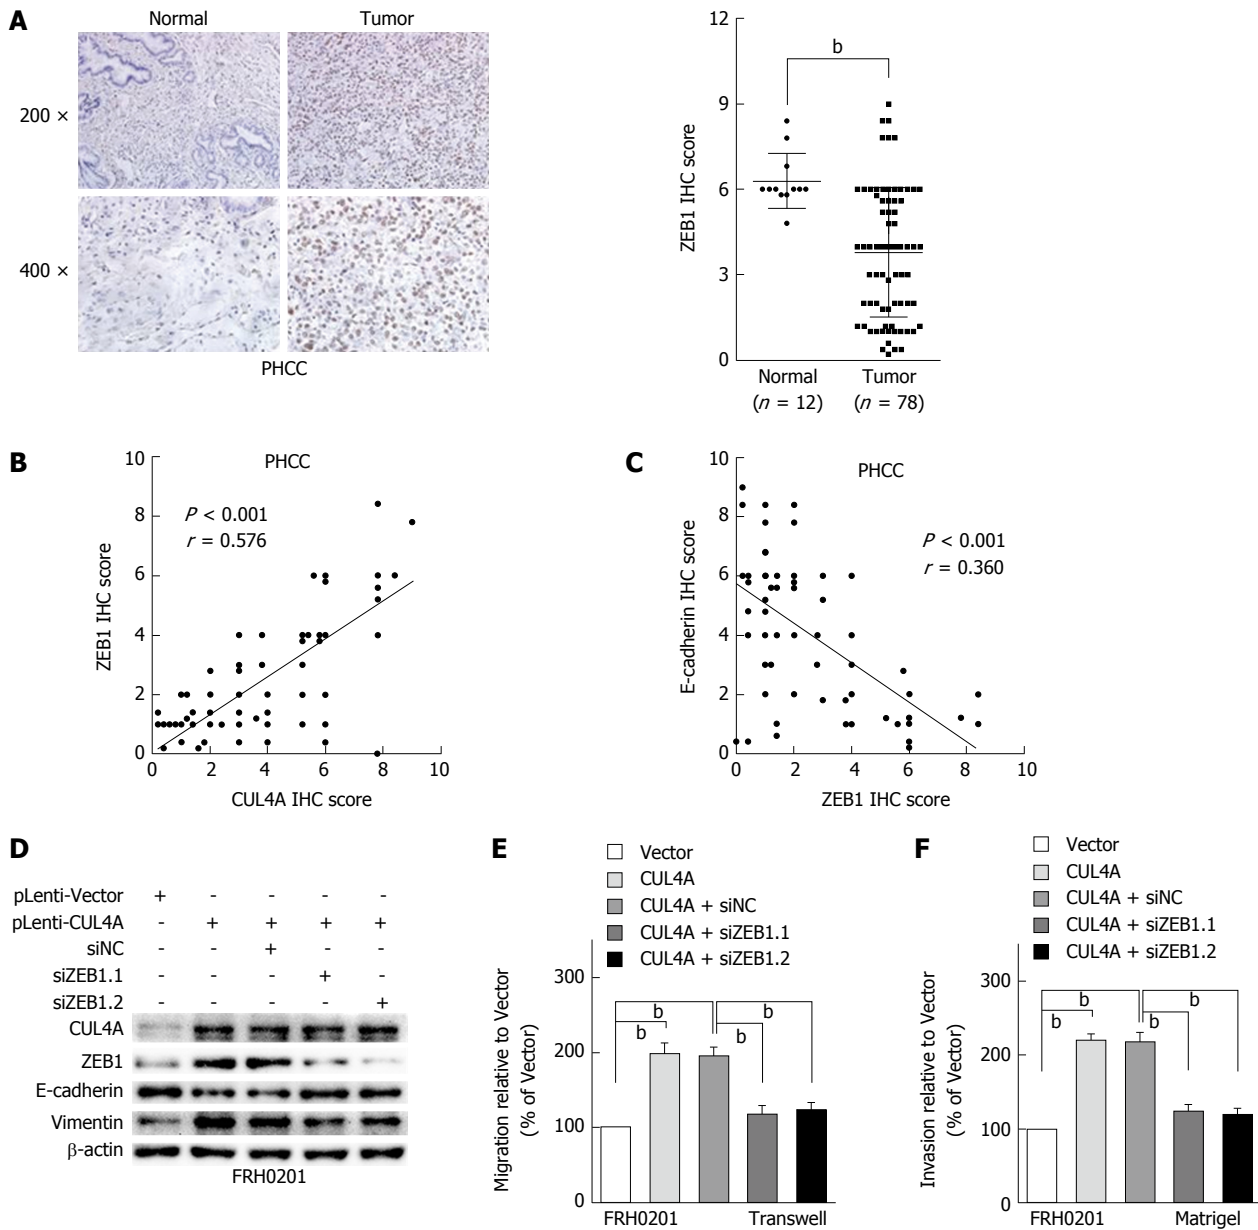 A
Normal
Tumor
200 ×
400 ×
PHCC
12
9
6
3
0
ZEB1 IHC score
b
Normal
(n = 12)
Tumor
(n = 78)
B
PHCC
P < 0.001
r = 0.576
10
8
6
4
2
0
ZEB1 IHC score
0 2 4 6 8 10
CUL4A IHC score
C
PHCC
P < 0.001
r = 0.360
10
8
6
4
2
0
E-cadherin IHC score
0 2 4 6 8 10
ZEB1 IHC score
D
pLenti-Vector + - - - -
pLenti-CUL4A - + + + +
siNC - - + - -
siZEB1.1 - - - + -
siZEB1.2 - - - - +
CUL4A
ZEB1
E-cadherin
Vimentin
β-actin
FRH0201
E
Vector
CUL4A
CUL4A + siNC
CUL4A + siZEB1.1
CUL4A + siZEB1.2
300
200
100
0
Migration relative to Vector
(% of Vector)
b
b
b
b
FRH0201 Transwell
F
Vector
CUL4A
CUL4A + siNC
CUL4A + siZEB1.1
CUL4A + siZEB1.2
300
200
100
0
Invasion relative to Vector
(% of Vector)
b
b
b
b
FRH0201 Matrigel